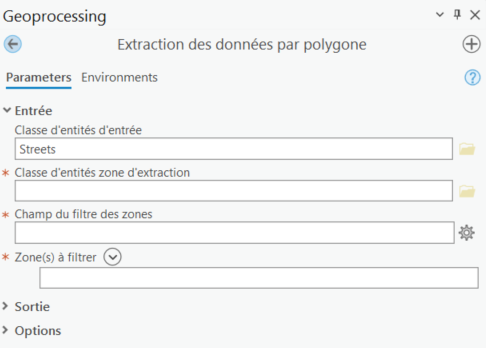 Geoprocessing
Extraction des données par polygone
Parameters Environments
Entrée
Classe d'entités d'entrée
Streets
* Classe d'entités zone d'extraction
* Champ du filtre des zones
* Zone(s) à filtrer
Sortie
Options